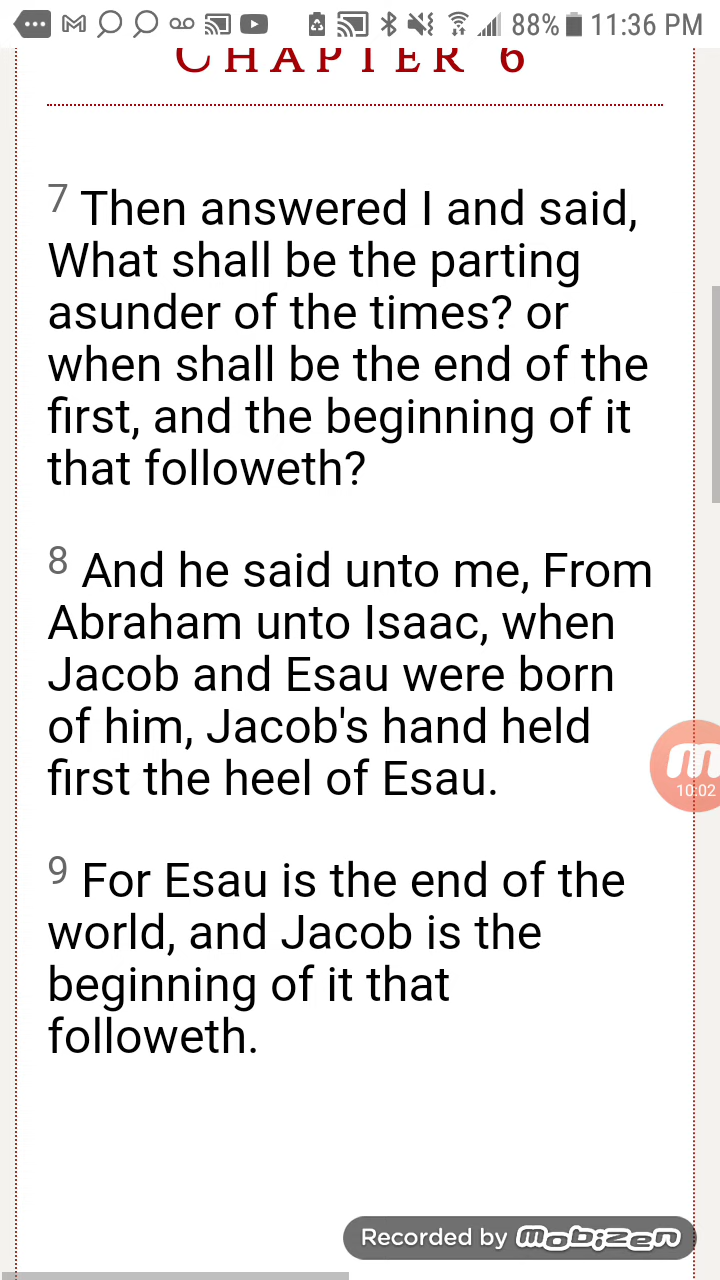 88% 11:36 PM
CHAPTER 6
7 Then answered I and said,
What shall be the parting
asunder of the times? or
when shall be the end of the
first, and the beginning of it
that followeth?
8 And he said unto me, From
Abraham unto Isaac, when
Jacob and Esau were born
of him, Jacob's hand held
first the heel of Esau.
m
10:02
9 For Esau is the end of the
world, and Jacob is the
beginning of it that
followeth.
Recorded by mobizen